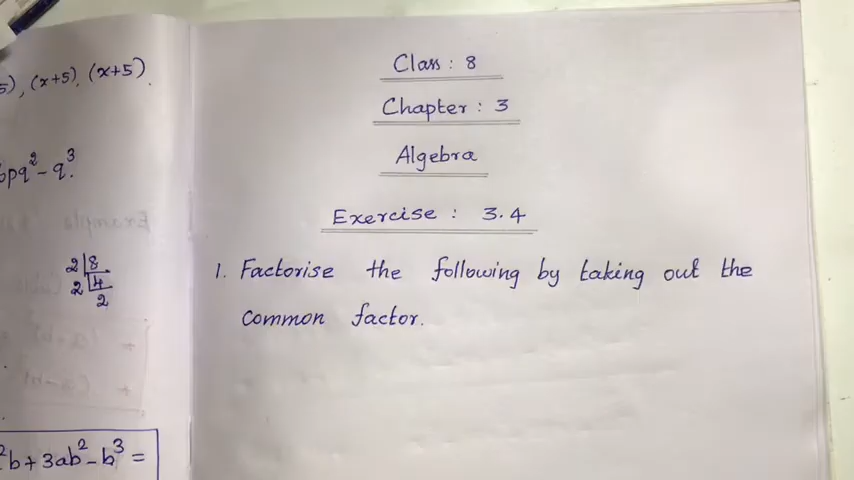 5), (x+5), (x+5).
pq² - q³.
2 8
2 4
2
²b + 3ab² - b³ =
Class : 8
Chapter : 3
Algebra
Exercise : 3.4
1. Factorise the following by taking out the
common factor.